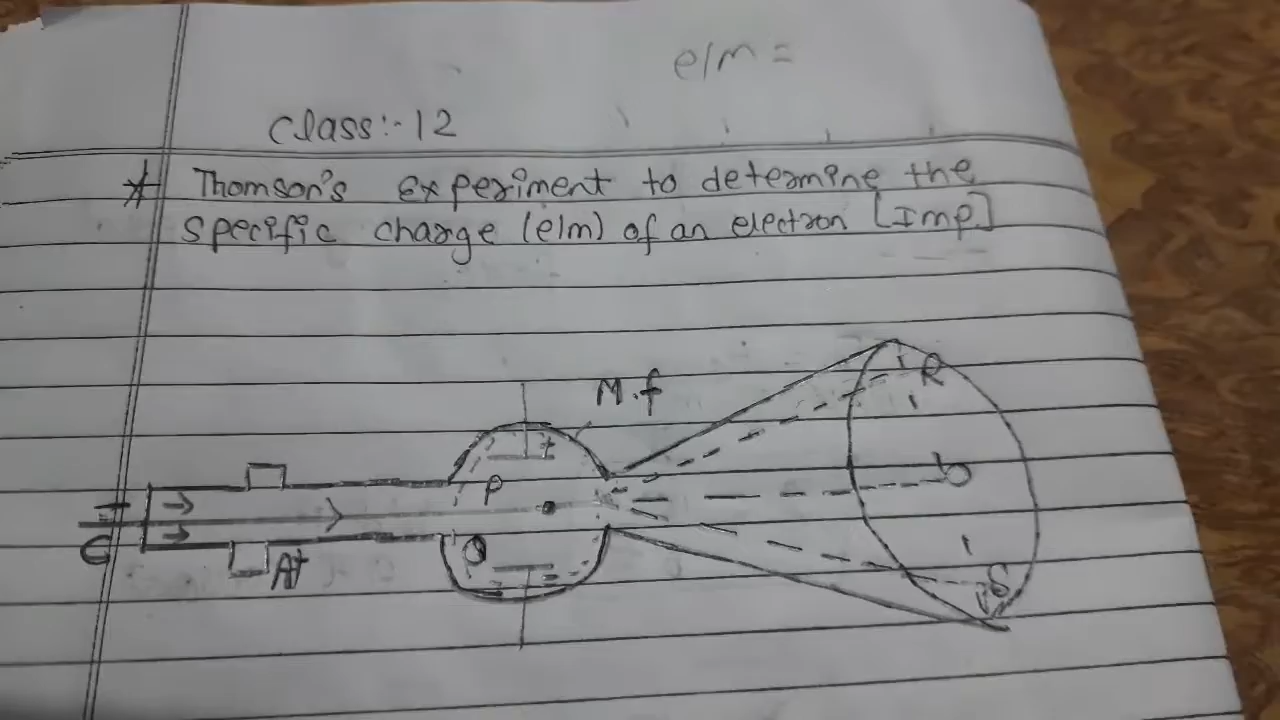 e/m =
Class:- 12
* Thomson's experiment to determine the
specific charge (e/m) of an electron [Imp.]
M.f
R
+
P
O
C
Q
A+
S